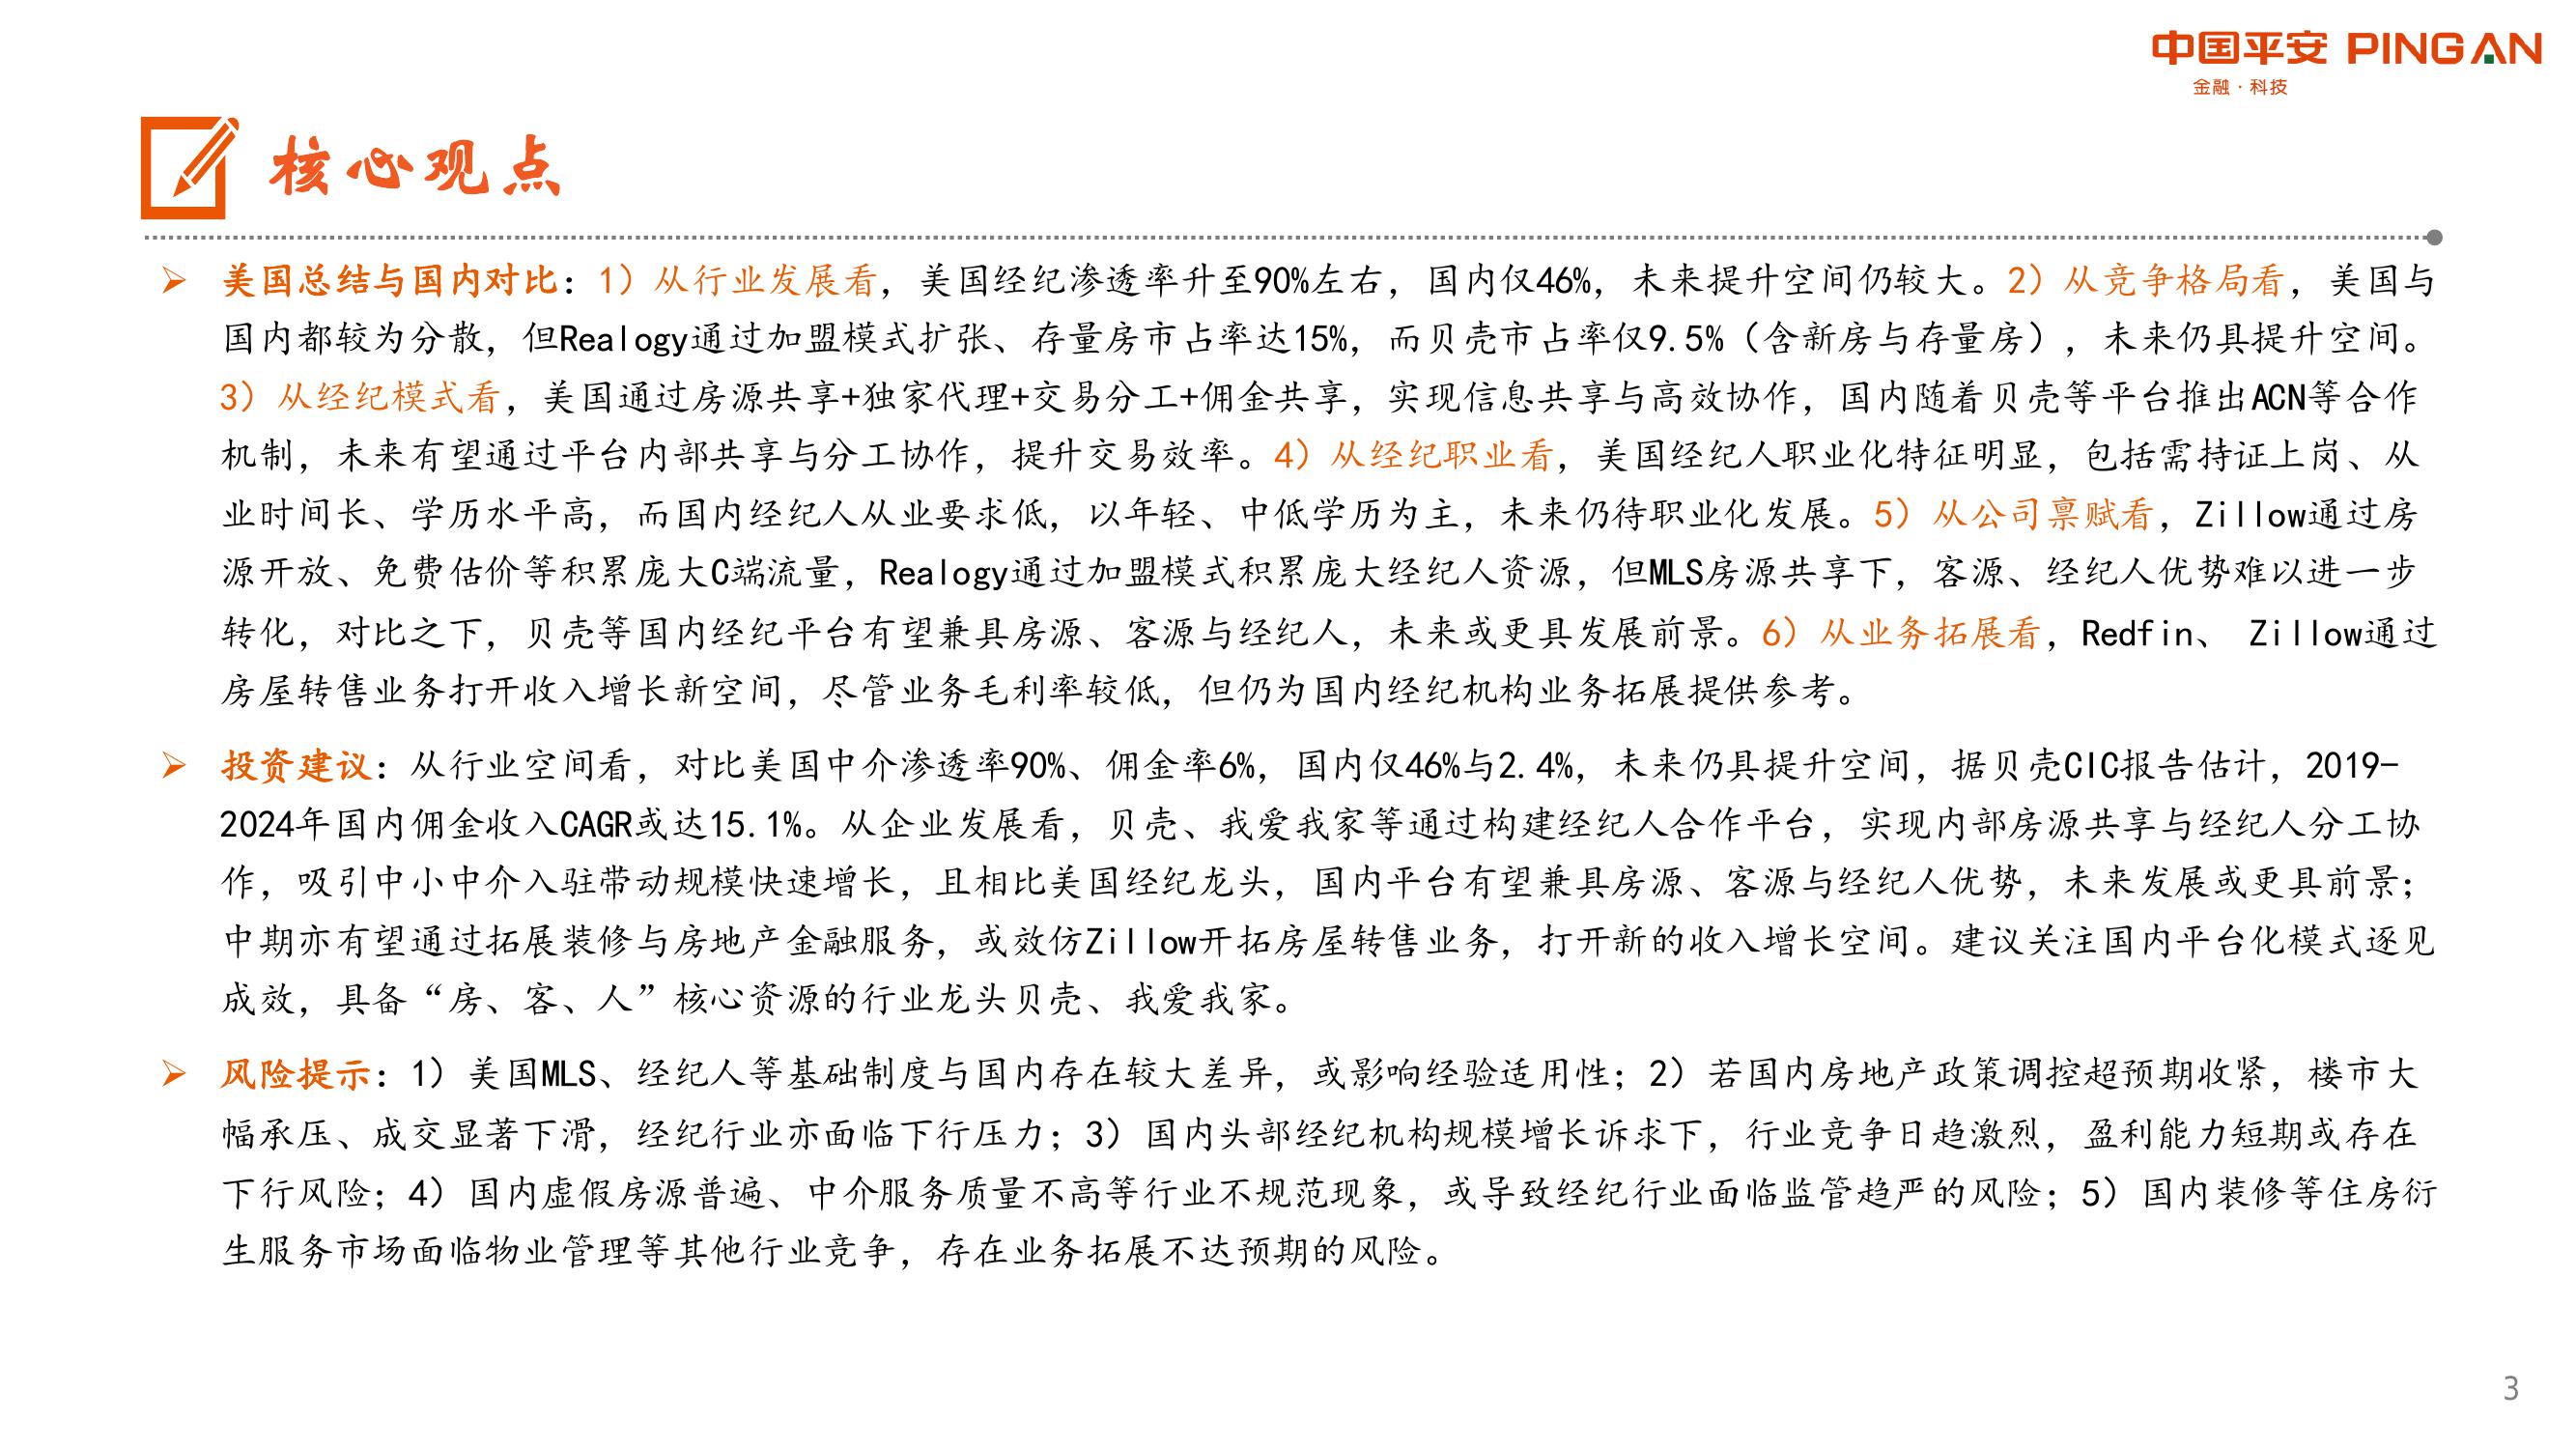 中国平安 PINGAN
金融·科技
核心观点
➢ 美国总结与国内对比：1）从行业发展看，美国经纪渗透率升至90%左右，国内仅46%，未来提升空间仍较大。2）从竞争格局看，美国与
国内都较为分散，但Realogy通过加盟模式扩张、存量房市占率达15%，而贝壳市占率仅9.5%（含新房与存量房），未来仍具提升空间。
3）从经纪模式看，美国通过房源共享+独家代理+交易分工+佣金共享，实现信息共享与高效协作，国内随着贝壳等平台推出ACN等合作
机制，未来有望通过平台内部共享与分工协作，提升交易效率。4）从经纪职业看，美国经纪人职业化特征明显，包括需持证上岗、从
业时间长、学历水平高，而国内经纪人从业要求低，以年轻、中低学历为主，未来仍待职业化发展。5）从公司禀赋看，Zillow通过房
源开放、免费估价等积累庞大C端流量，Realogy通过加盟模式积累庞大经纪人资源，但MLS房源共享下，客源、经纪人优势难以进一步
转化，对比之下，贝壳等国内经纪平台有望兼具房源、客源与经纪人，未来或更具发展前景。6）从业务拓展看，Redfin、 Zillow通过
房屋转售业务打开收入增长新空间，尽管业务毛利率较低，但仍为国内经纪机构业务拓展提供参考。
➢ 投资建议：从行业空间看，对比美国中介渗透率90%、佣金率6%，国内仅46%与2.4%，未来仍具提升空间，据贝壳CIC报告估计，2019-
2024年国内佣金收入CAGR或达15.1%。从企业发展看，贝壳、我爱我家等通过构建经纪人合作平台，实现内部房源共享与经纪人分工协
作，吸引中小中介入驻带动规模快速增长，且相比美国经纪龙头，国内平台有望兼具房源、客源与经纪人优势，未来发展或更具前景；
中期亦有望通过拓展装修与房地产金融服务，或效仿Zillow开拓房屋转售业务，打开新的收入增长空间。建议关注国内平台化模式逐见
成效，具备“房、客、人”核心资源的行业龙头贝壳、我爱我家。
➢ 风险提示：1）美国MLS、经纪人等基础制度与国内存在较大差异，或影响经验适用性；2）若国内房地产政策调控超预期收紧，楼市大
幅承压、成交显著下滑，经纪行业亦面临下行压力；3）国内头部经纪机构规模增长诉求下，行业竞争日趋激烈，盈利能力短期或存在
下行风险；4）国内虚假房源普遍、中介服务质量不高等行业不规范现象，或导致经纪行业面临监管趋严的风险；5）国内装修等住房衍
生服务市场面临物业管理等其他行业竞争，存在业务拓展不达预期的风险。
3